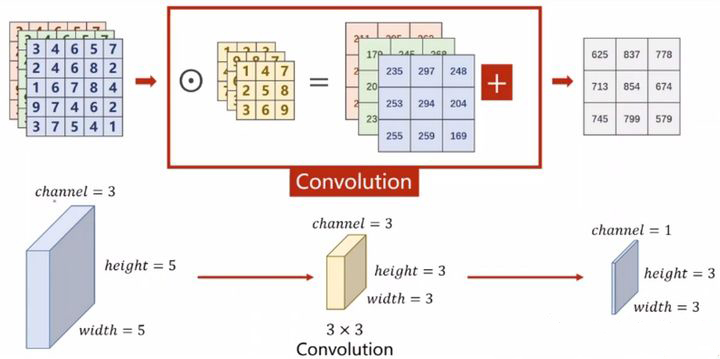 3 4 6 5 7
2 4 6 8 2
1 6 7 8 4
9 7 4 6 2
3 7 5 4 1
1 4 7
2 5 8
3 6 9
=
235 297 248
253 294 204
255 259 169
+
625 837 778
713 854 674
745 799 579
Convolution
channel = 3
height = 5
width = 5
channel = 3
height = 3
width = 3
3 × 3
Convolution
channel = 1
height = 3
width = 3